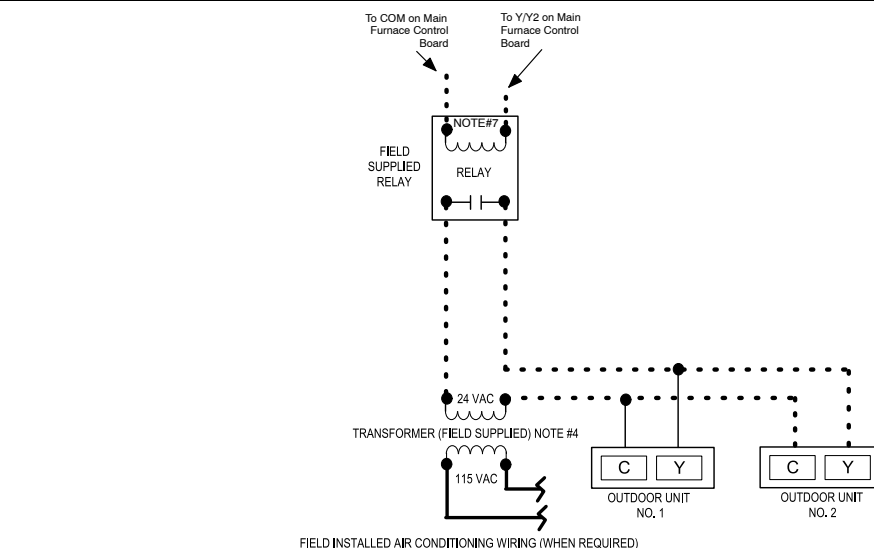 To COM on Main
Furnace Control
Board
To Y/Y2 on Main
Furnace Control
Board
NOTE#7
FIELD
SUPPLIED
RELAY
RELAY
24 VAC
TRANSFORMER (FIELD SUPPLIED) NOTE #4
115 VAC
C Y
OUTDOOR UNIT
NO. 1
C Y
OUTDOOR UNIT
NO. 2
FIELD INSTALLED AIR CONDITIONING WIRING (WHEN REQUIRED)